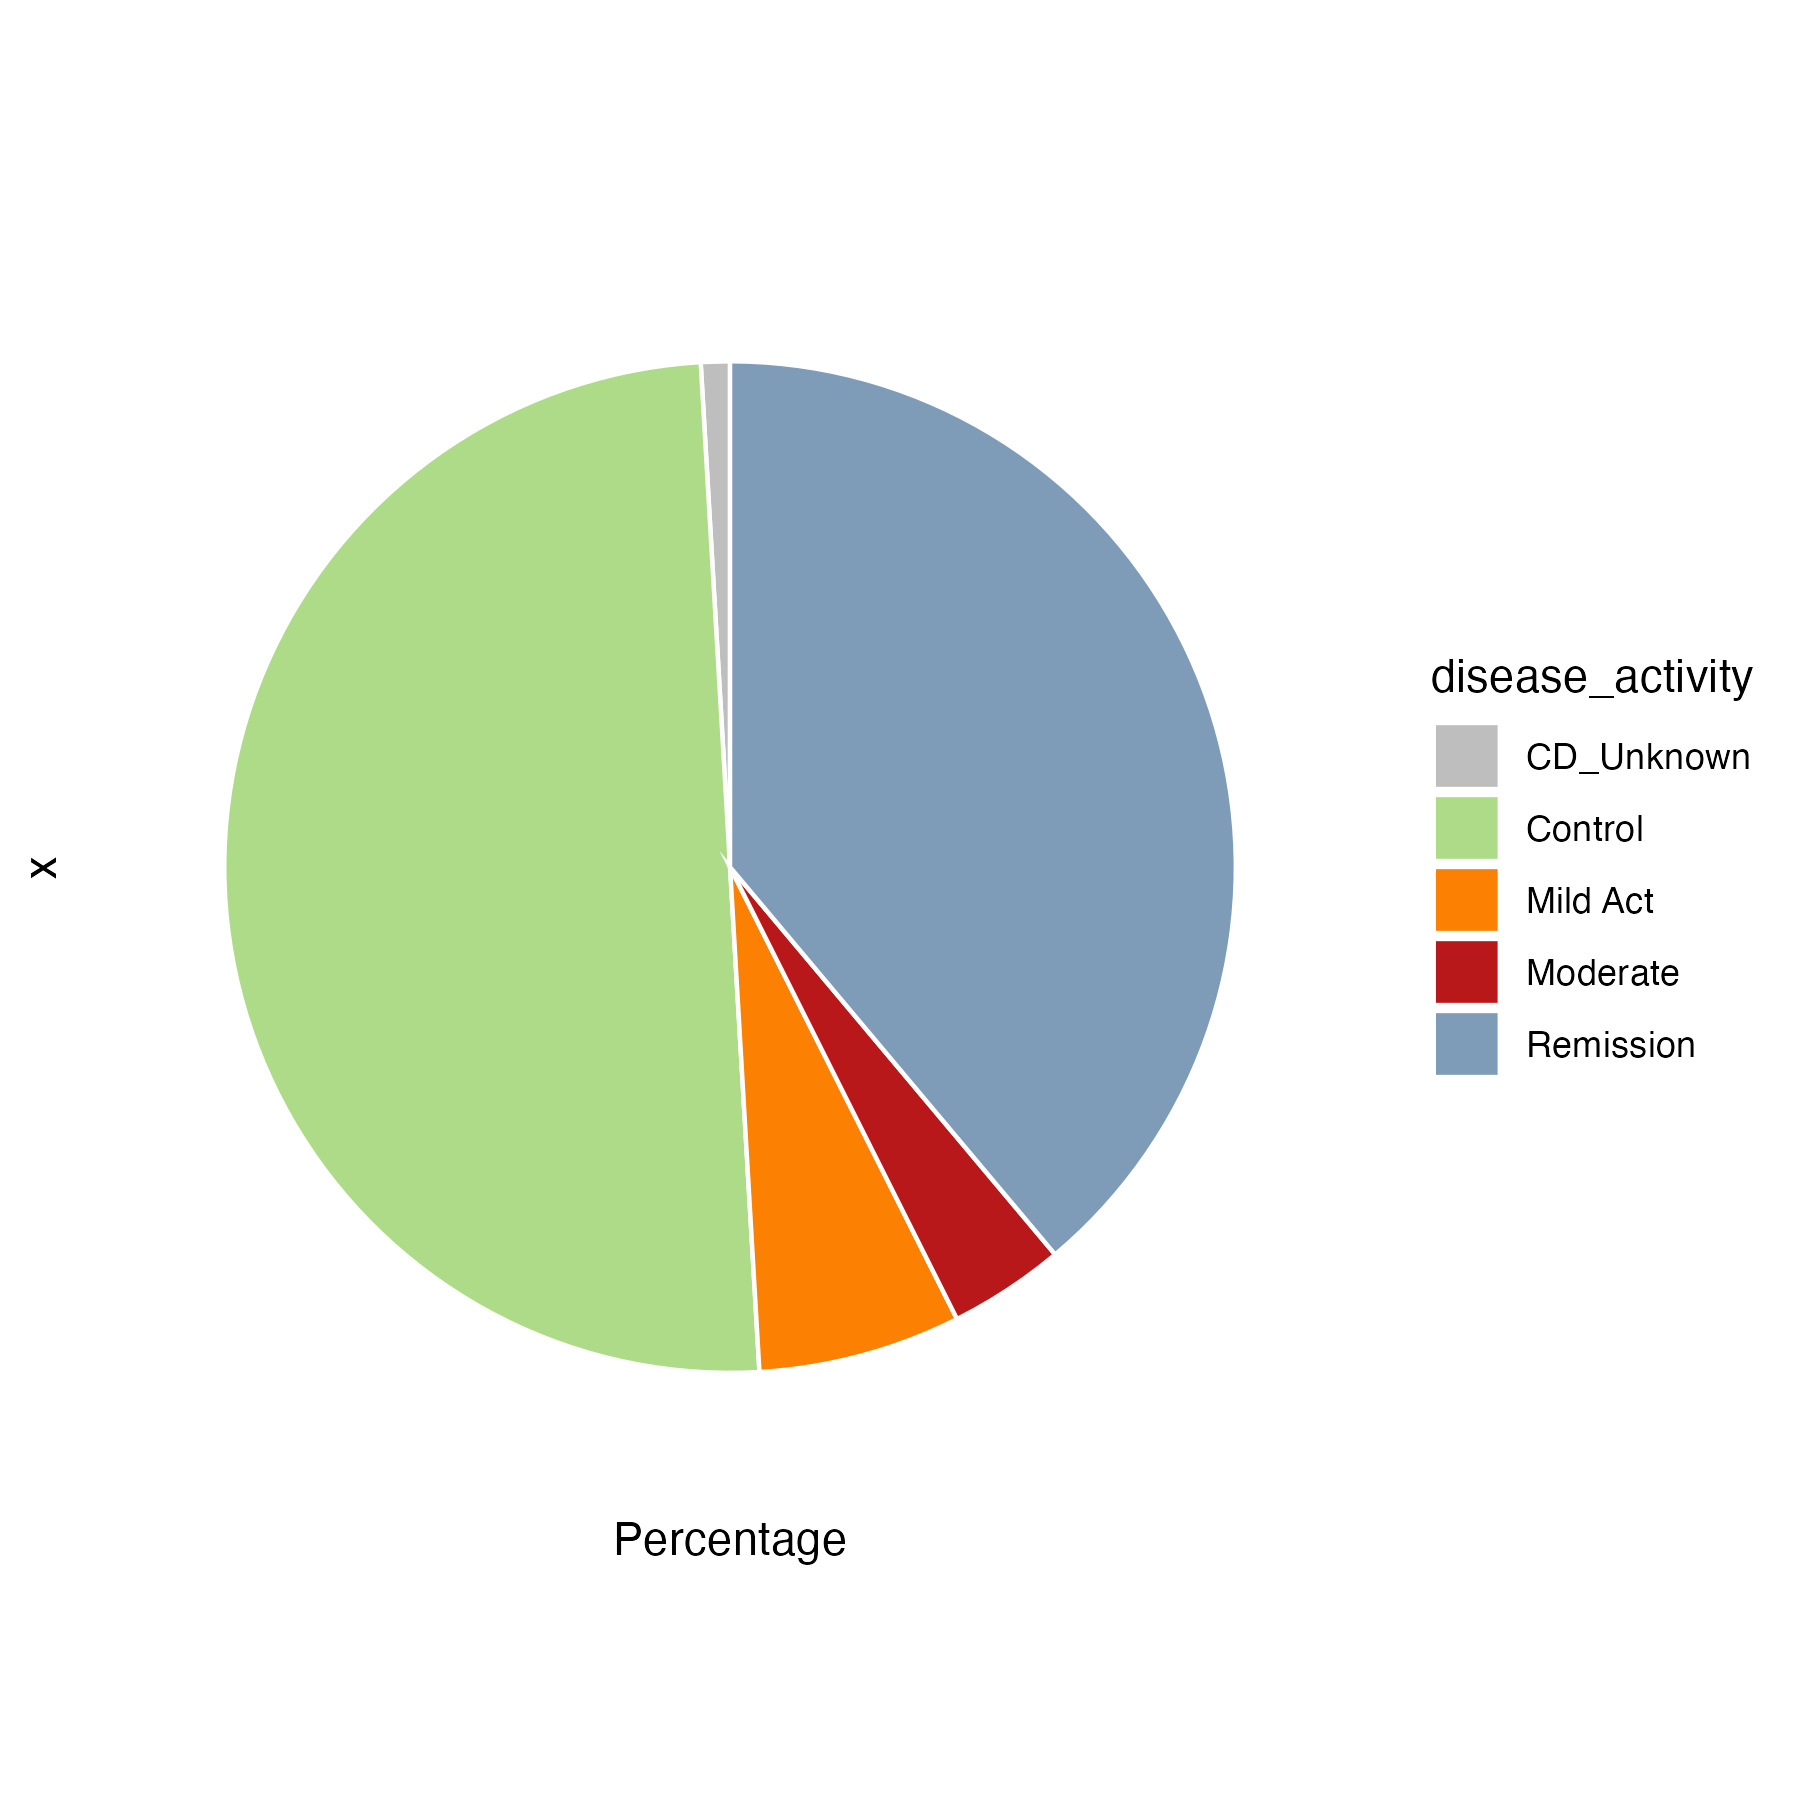 x
disease_activity
CD_Unknown
Control
Mild Act
Moderate
Remission
Percentage